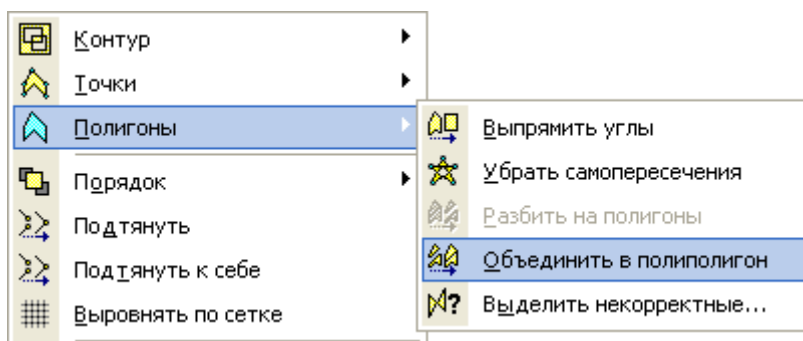 Контур
Точки
Полигоны
Порядок
Подтянуть
Подтянуть к себе
Выровнять по сетке
Выпрямить углы
Убрать самопересечения
Разбить на полигоны
Объединить в полиполигон
Выделить некорректные...